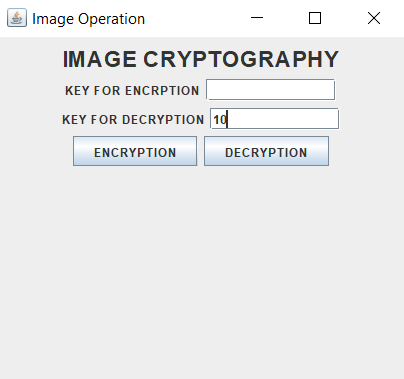 Image Operation
IMAGE CRYPTOGRAPHY
KEY FOR ENCRPTION
KEY FOR DECRYPTION 10
ENCRYPTION DECRYPTION